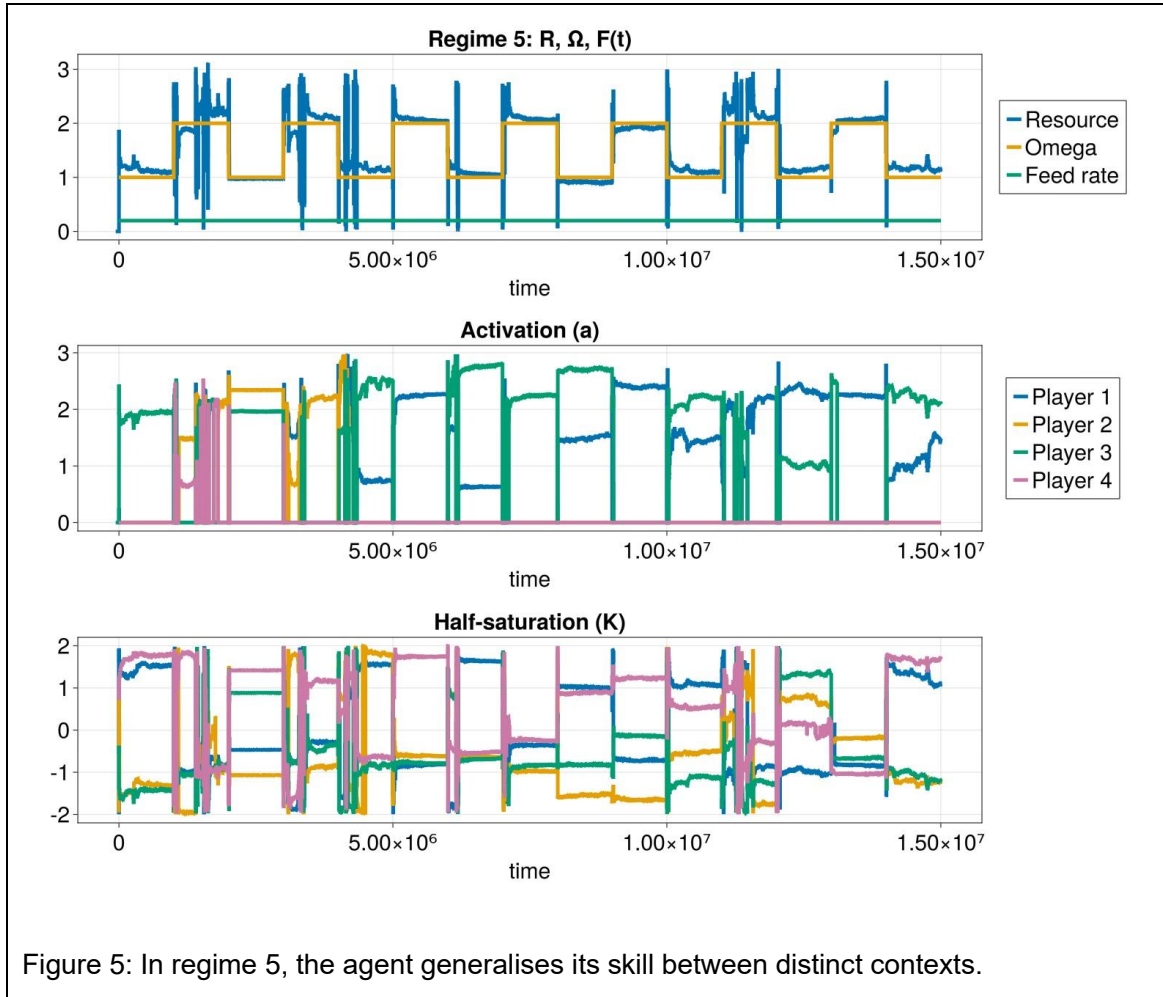 Regime 5: R, Ω, F(t)
3
2
1
0
0
5.00×10⁶
1.00×10⁷
1.50×10⁷
time
Resource
Omega
Feed rate
Activation (a)
3
2
1
0
0
5.00×10⁶
1.00×10⁷
1.50×10⁷
time
Player 1
Player 2
Player 3
Player 4
Half-saturation (K)
2
1
0
-1
-2
0
5.00×10⁶
1.00×10⁷
1.50×10⁷
time
Figure 5: In regime 5, the agent generalises its skill between distinct contexts.